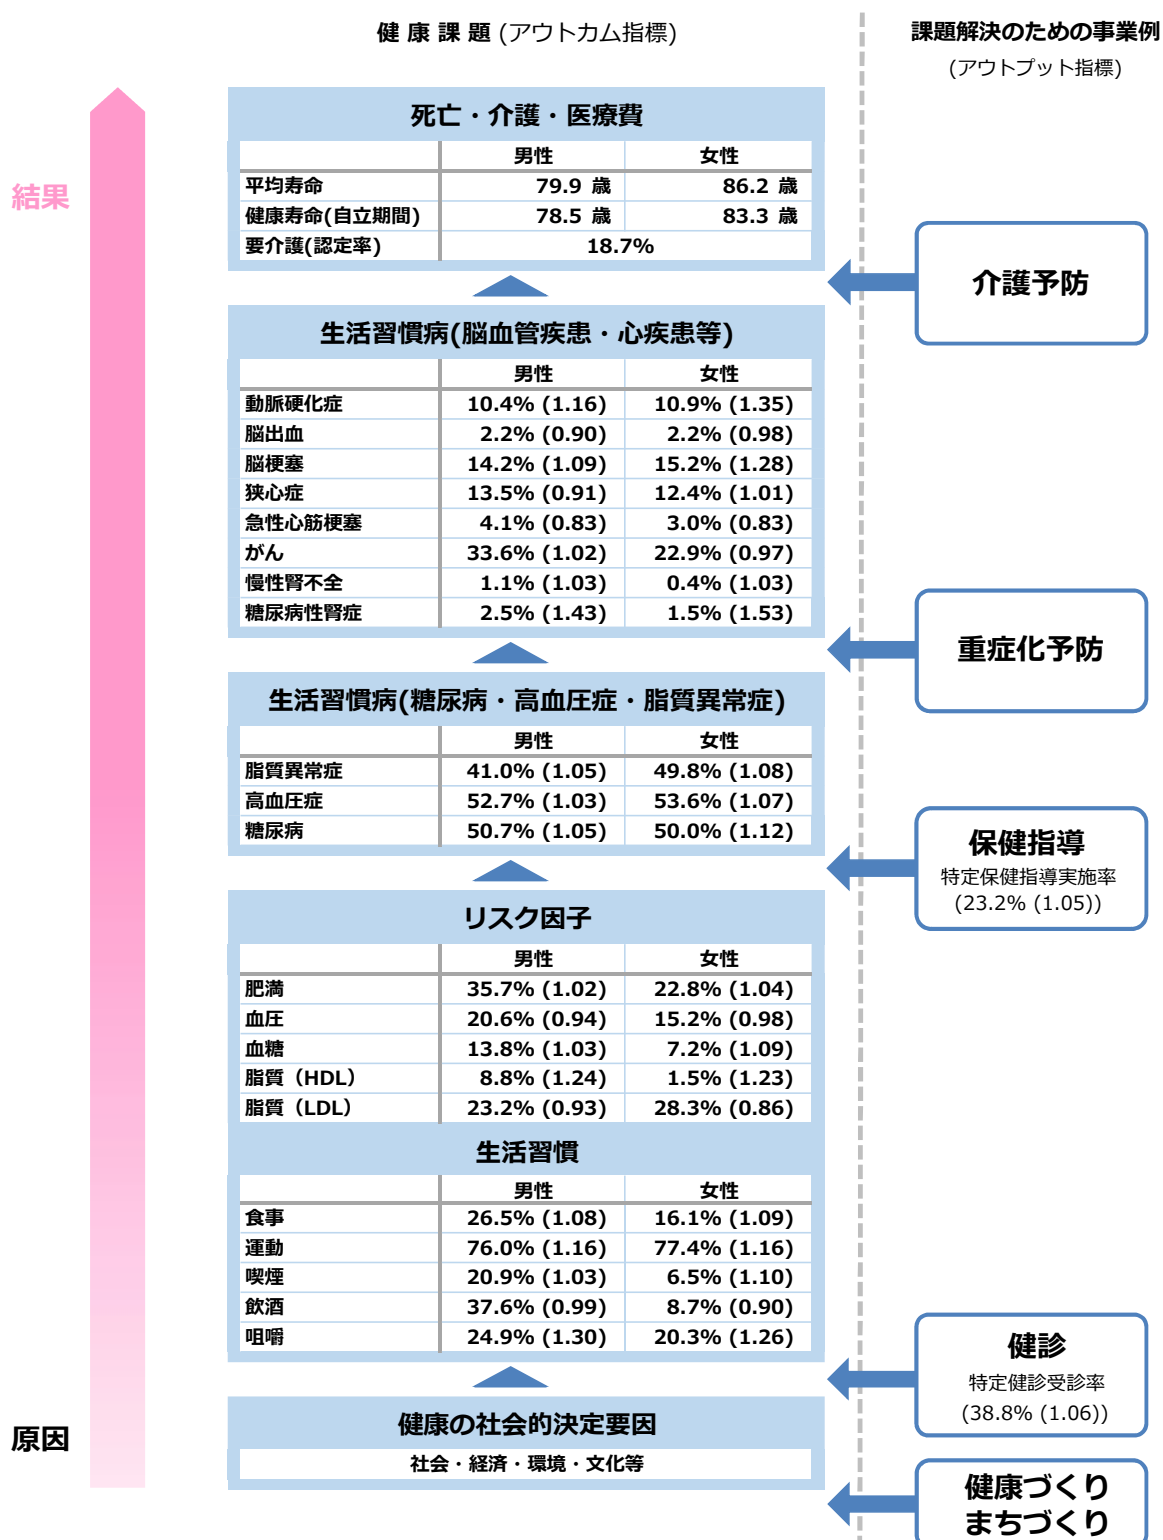 健 康 課 題 (アウトカム指標)
課題解決のための事業例
(アウトプット指標)
結果
原因
死亡・介護・医療費
男性 女性
平均寿命 79.9 歳 86.2 歳
健康寿命(自立期間) 78.5 歳 83.3 歳
要介護(認定率) 18.7%
介護予防
生活習慣病(脳血管疾患・心疾患等)
男性 女性
動脈硬化症 10.4% (1.16) 10.9% (1.35)
脳出血 2.2% (0.90) 2.2% (0.98)
脳梗塞 14.2% (1.09) 15.2% (1.28)
狭心症 13.5% (0.91) 12.4% (1.01)
急性心筋梗塞 4.1% (0.83) 3.0% (0.83)
がん 33.6% (1.02) 22.9% (0.97)
慢性腎不全 1.1% (1.03) 0.4% (1.03)
糖尿病性腎症 2.5% (1.43) 1.5% (1.53)
重症化予防
生活習慣病(糖尿病・高血圧症・脂質異常症)
男性 女性
脂質異常症 41.0% (1.05) 49.8% (1.08)
高血圧症 52.7% (1.03) 53.6% (1.07)
糖尿病 50.7% (1.05) 50.0% (1.12)
保健指導
特定保健指導実施率
(23.2% (1.05))
リスク因子
男性 女性
肥満 35.7% (1.02) 22.8% (1.04)
血圧 20.6% (0.94) 15.2% (0.98)
血糖 13.8% (1.03) 7.2% (1.09)
脂質（HDL） 8.8% (1.24) 1.5% (1.23)
脂質（LDL） 23.2% (0.93) 28.3% (0.86)
生活習慣
男性 女性
食事 26.5% (1.08) 16.1% (1.09)
運動 76.0% (1.16) 77.4% (1.16)
喫煙 20.9% (1.03) 6.5% (1.10)
飲酒 37.6% (0.99) 8.7% (0.90)
咀嚼 24.9% (1.30) 20.3% (1.26)
健診
特定健診受診率
(38.8% (1.06))
健康の社会的決定要因
社会・経済・環境・文化等
健康づくり
まちづくり